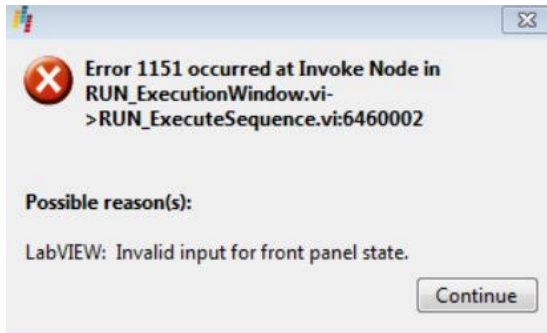 Error 1151 occurred at Invoke Node in
RUN_ExecutionWindow.vi-
>RUN_ExecuteSequence.vi:6460002
Possible reason(s):
LabVIEW:  Invalid input for front panel state.
Continue